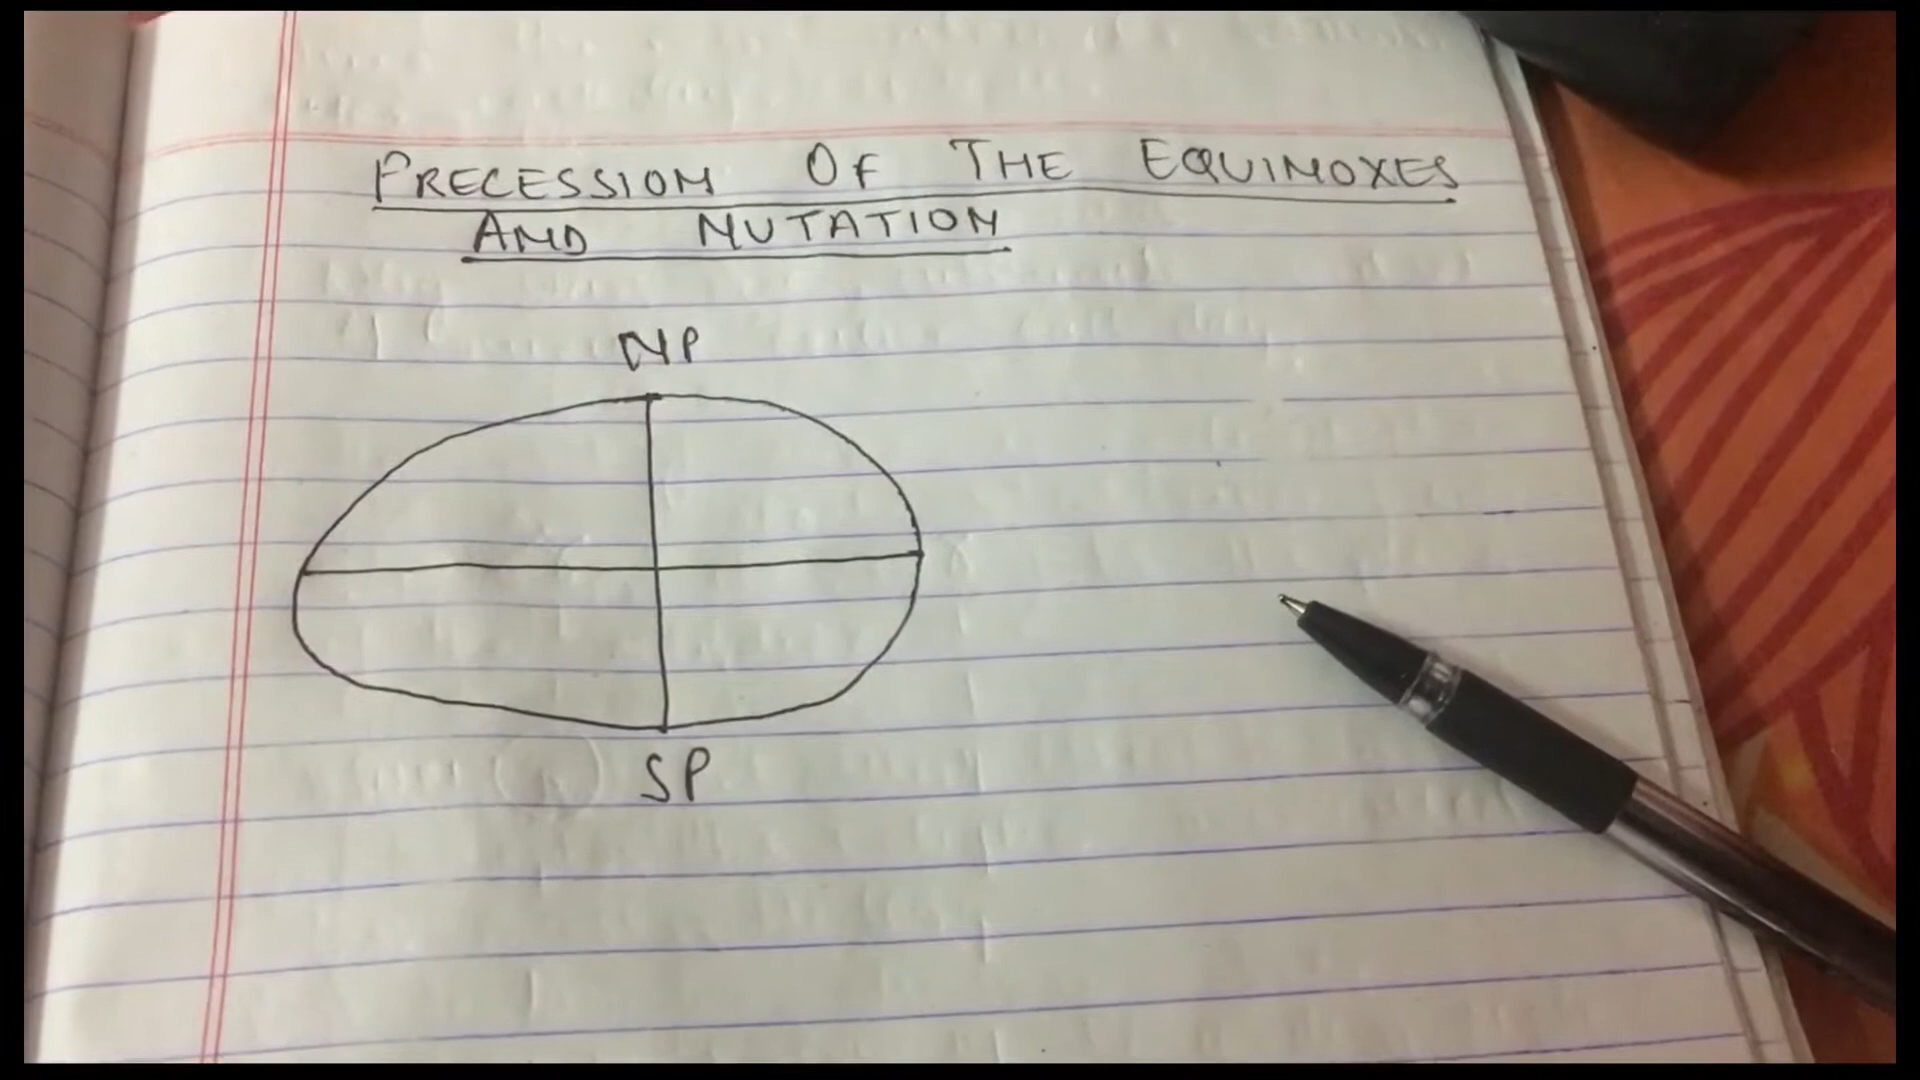 PRECESSION OF THE EQUINOXES
AND NUTATION
NP
SP